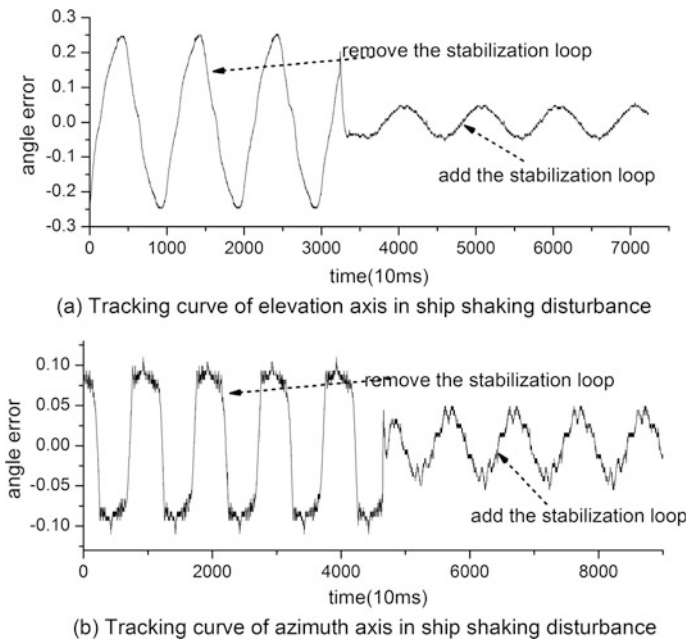 0.3
remove the stabilization loop
0.2
0.1
0.0
-0.1
add the stabilization loop
-0.2
-0.3
angle error
0 1000 2000 3000 4000 5000 6000 7000
time(10ms)
(a) Tracking curve of elevation axis in ship shaking disturbance
0.10
remove the stabilization loop
0.05
0.00
-0.05
add the stabilization loop
-0.10
angle error
0 2000 4000 6000 8000
time(10ms)
(b) Tracking curve of azimuth axis in ship shaking disturbance